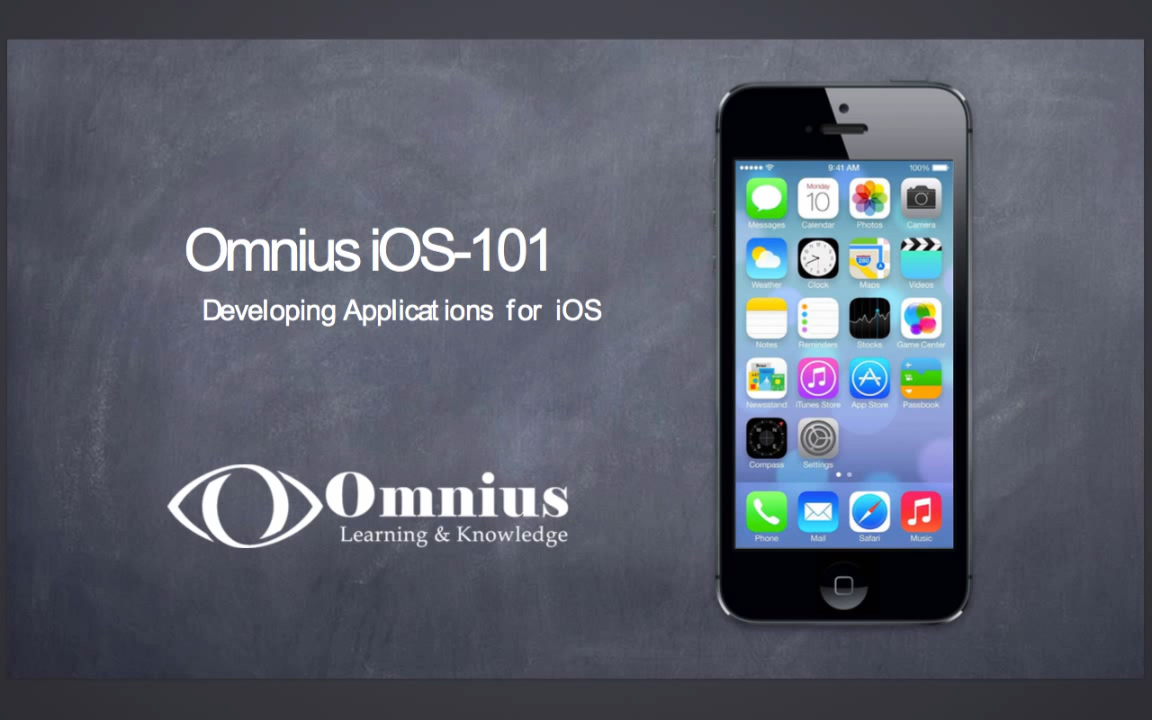 Omnius iOS-101
Developing Applications for iOS
Omnius
Learning & Knowledge
9:41 AM 100%
Monday
10
Messages Calendar Photos Camera
280
Weather Clock Maps Videos
Notes Reminders Stocks Game Center
Newsstand iTunes Store App Store Passbook
Compass Settings
Phone Mail Safari Music